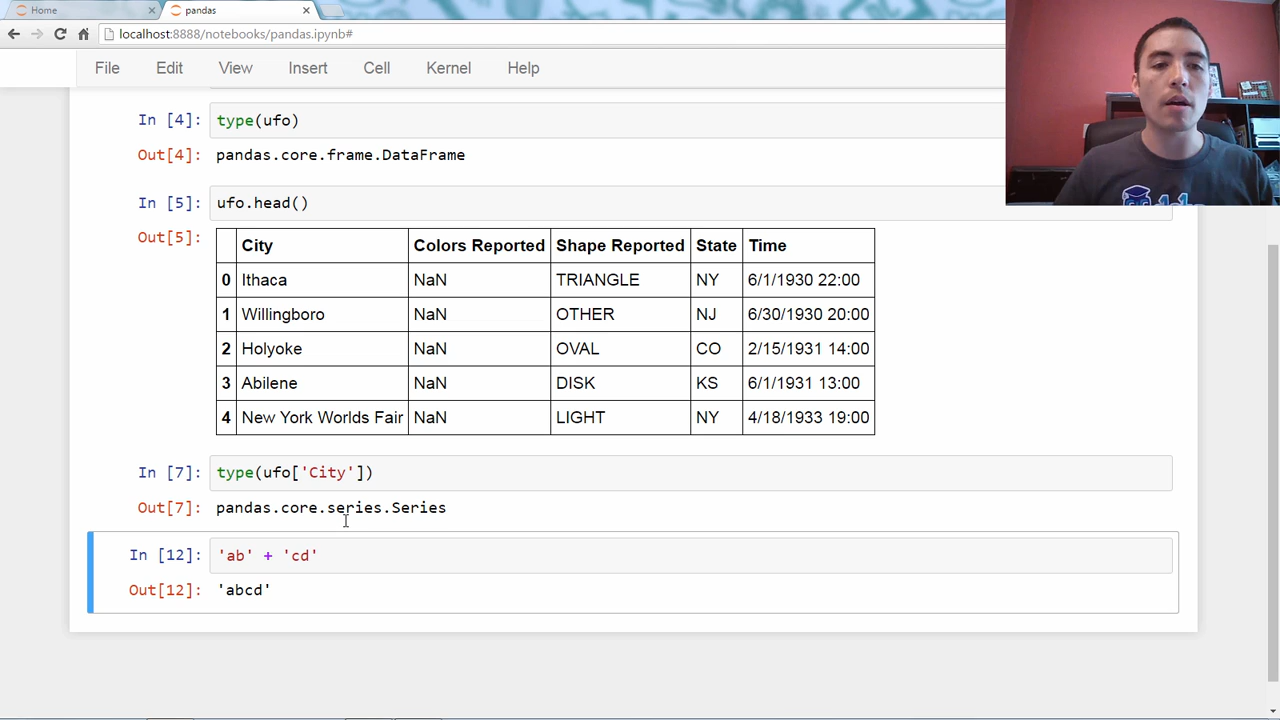 Home × pandas ×
localhost:8888/notebooks/pandas.ipynb#
File Edit View Insert Cell Kernel Help
In [4]: type(ufo)
Out[4]: pandas.core.frame.DataFrame
In [5]: ufo.head()
Out[5]:
City Colors Reported Shape Reported State Time
0 Ithaca NaN TRIANGLE NY 6/1/1930 22:00
1 Willingboro NaN OTHER NJ 6/30/1930 20:00
2 Holyoke NaN OVAL CO 2/15/1931 14:00
3 Abilene NaN DISK KS 6/1/1931 13:00
4 New York Worlds Fair NaN LIGHT NY 4/18/1933 19:00
In [7]: type(ufo['City'])
Out[7]: pandas.core.series.Series
In [12]: 'ab' + 'cd'
Out[12]: 'abcd'